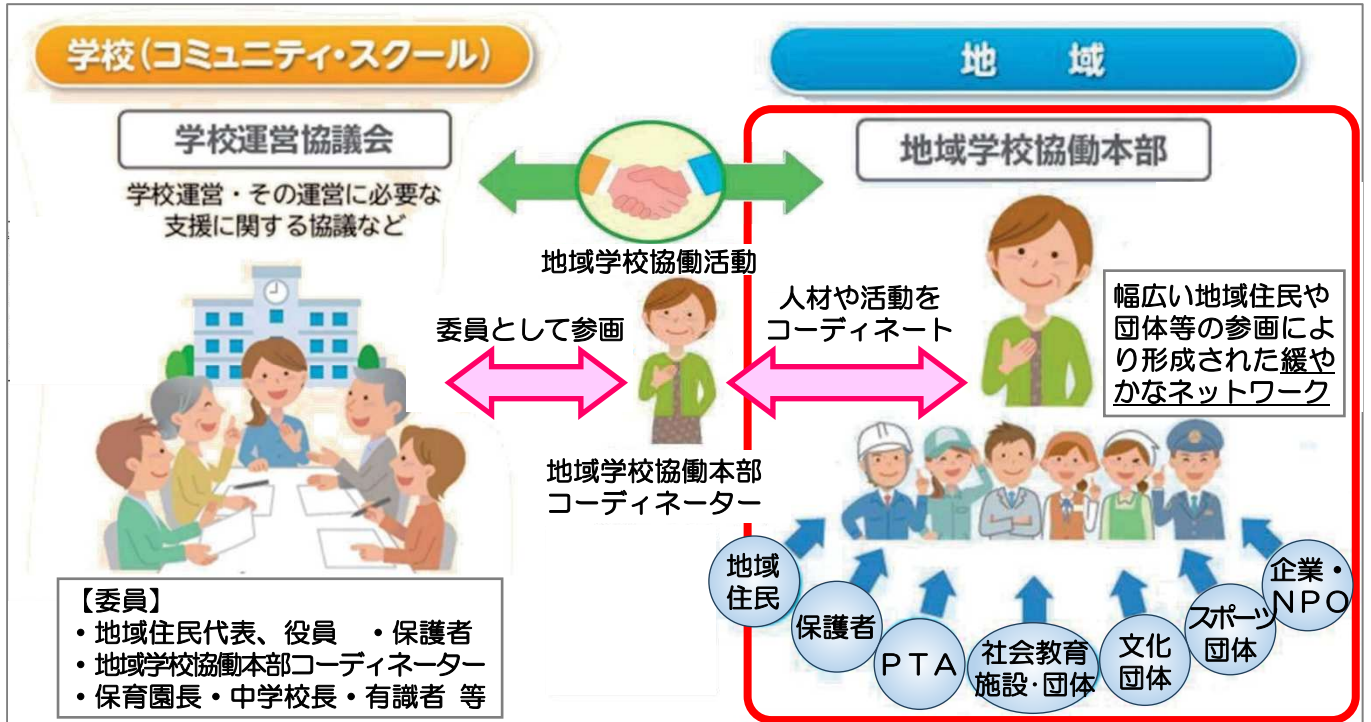 学校(コミュニティ・スクール)
学校運営協議会
学校運営・その運営に必要な
支援に関する協議など
【委員】
・地域住民代表、役員　・保護者
・地域学校協働本部コーディネーター
・保育園長・中学校長・有識者 等
地域学校協働活動
委員として参画
地域学校協働本部
コーディネーター
人材や活動を
コーディネート
地　域
地域学校協働本部
幅広い地域住民や
団体等の参画によ
り形成された緩や
かなネットワーク
地域
住民
保護者
ＰＴＡ
社会教育
施設・団体
文化
団体
スポーツ
団体
企業・
ＮＰＯ